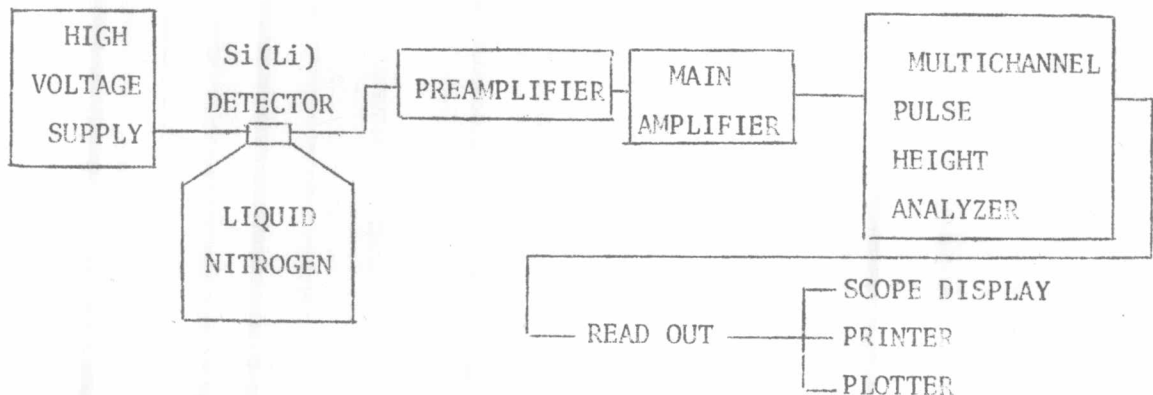 HIGH
VOLTAGE
SUPPLY
Si(Li)
DETECTOR
LIQUID
NITROGEN
PREAMPLIFIER
MAIN
AMPLIFIER
MULTICHANNEL
PULSE
HEIGHT
ANALYZER
READ OUT
SCOPE DISPLAY
PRINTER
PLOTTER